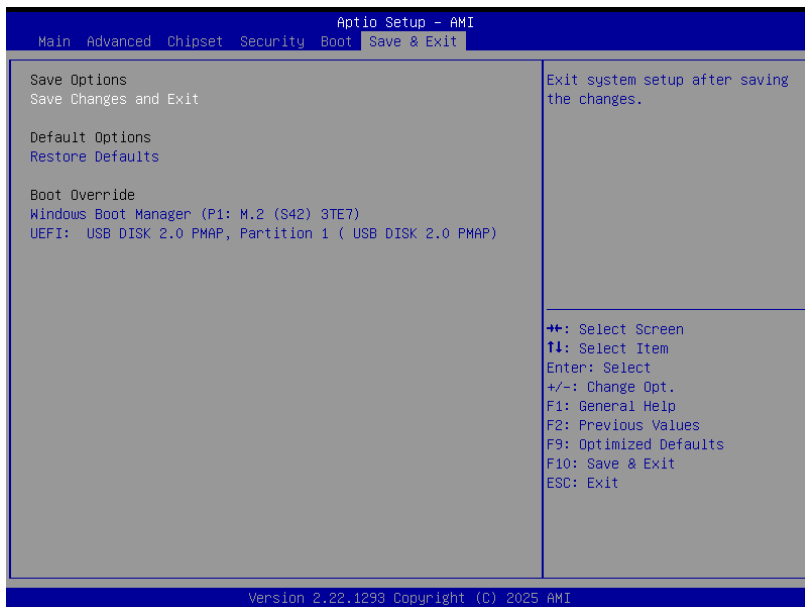 Aptio Setup - AMI
Main Advanced Chipset Security Boot Save & Exit
Save Options
Save Changes and Exit
Default Options
Restore Defaults
Boot Override
Windows Boot Manager (P1: M.2 (S42) 3TE7)
UEFI: USB DISK 2.0 PMAP, Partition 1 ( USB DISK 2.0 PMAP)
Exit system setup after saving
the changes.
→←: Select Screen
↑↓: Select Item
Enter: Select
+/-: Change Opt.
F1: General Help
F2: Previous Values
F9: Optimized Defaults
F10: Save & Exit
ESC: Exit
Version 2.22.1293 Copyright (C) 2025 AMI